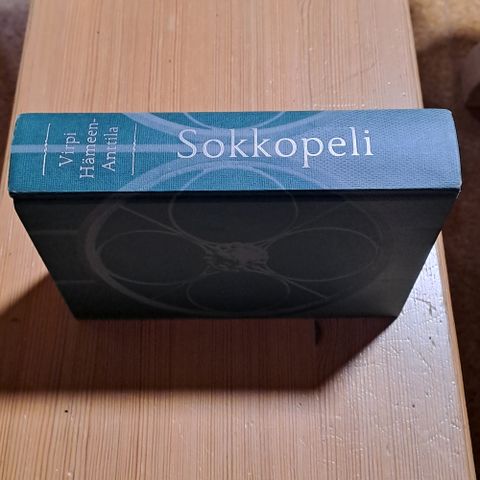 Virpi
Hämeen-
Anttila
Sokkopeli